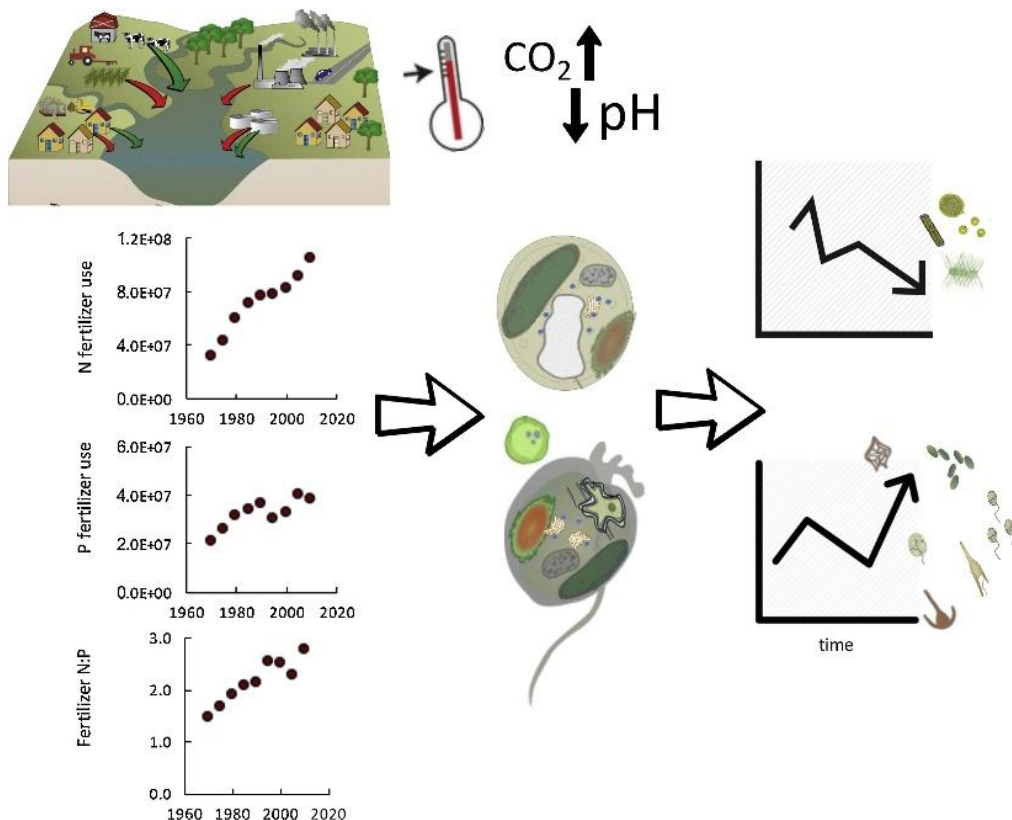 CO₂
pH
N fertilizer use
1.2E+08
8.0E+07
4.0E+07
0.0E+00
1960 1980 2000 2020
P fertilizer use
6.0E+07
4.0E+07
2.0E+07
0.0E+00
1960 1980 2000 2020
Fertilizer N:P
3.0
2.0
1.0
0.0
1960 1980 2000 2020
time